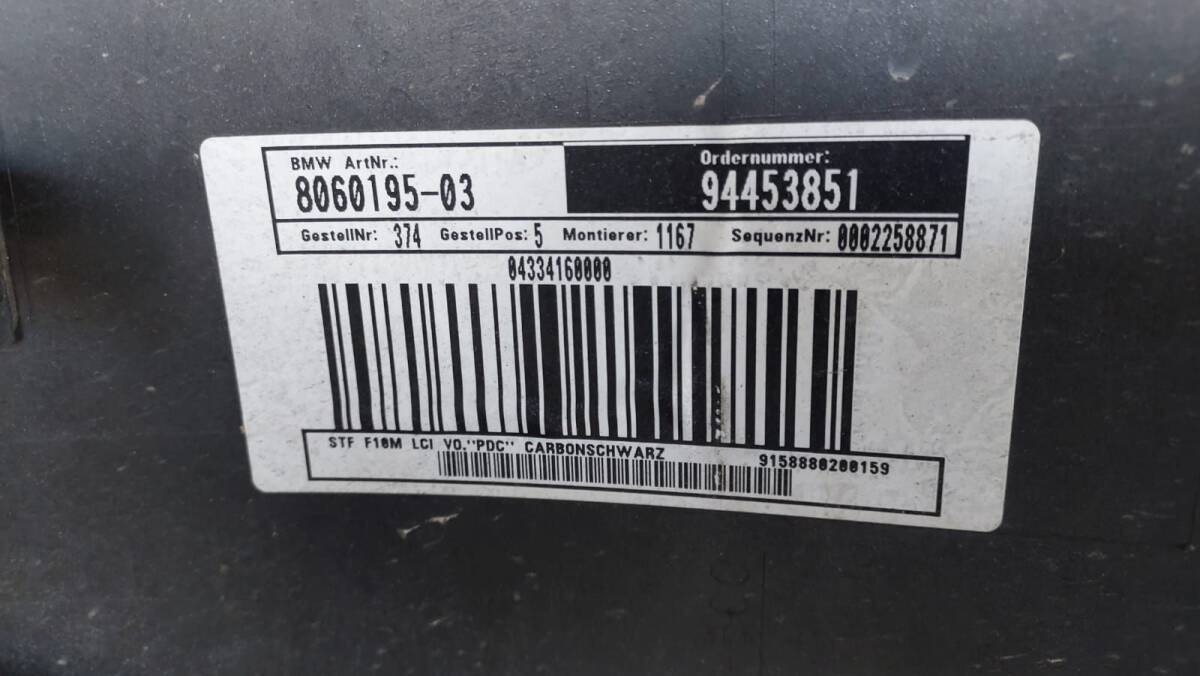 BMW ArtNr.:
8060195-03
Ordernummer:
94453851
GestellNr: 374 GestellPos: 5 Montierer: 1167 SequenzNr: 0002258871
04334160000
STF F10M LCI VO."PDC" CARBONSCHWARZ
9158880200159